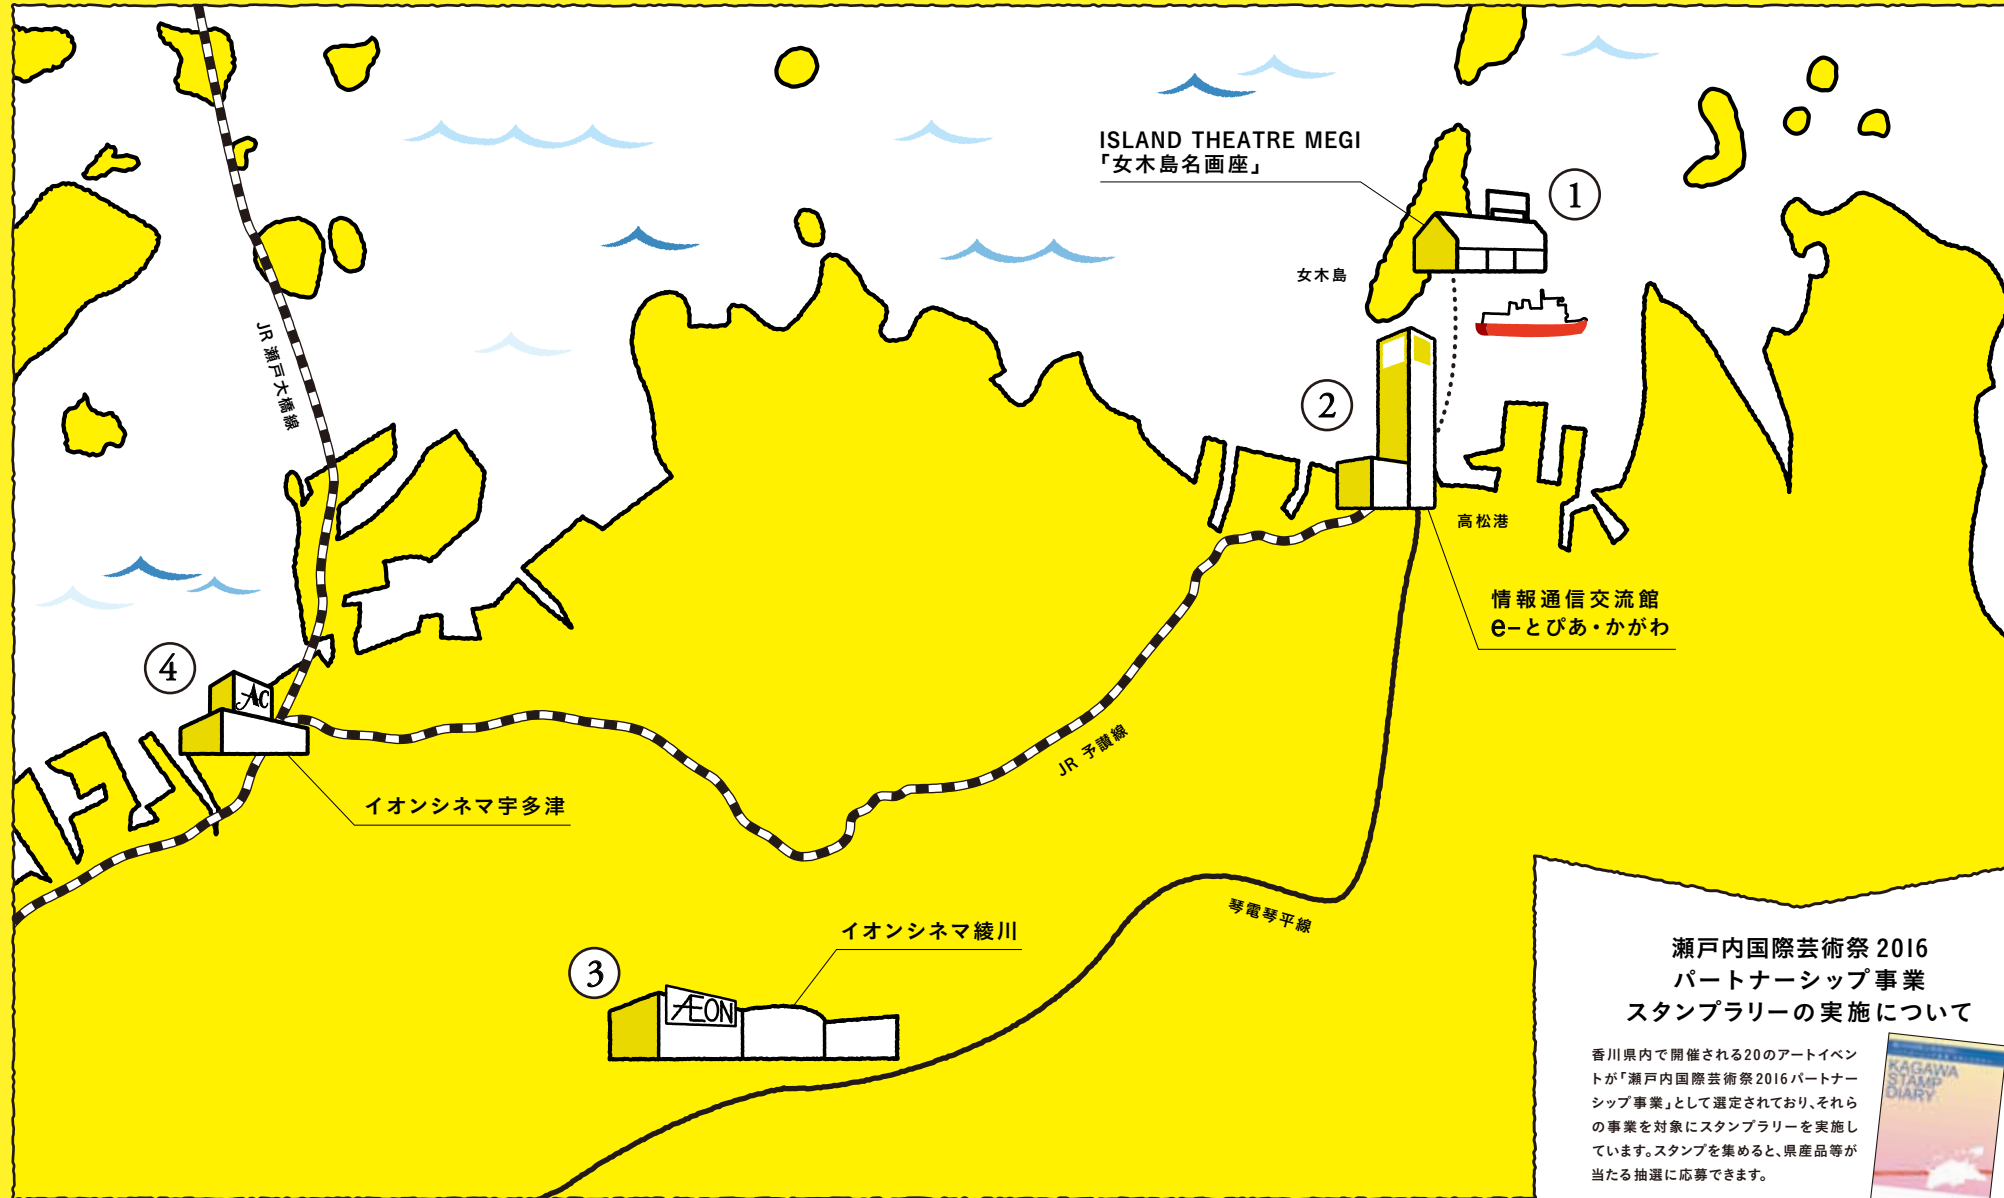 ISLAND THEATRE MEGI
「女木島名画座」
①
女木島
JR 瀬戸大橋線
②
高松港
情報通信交流館
e-とぴあ・かがわ
④
AC
イオンシネマ宇多津
JR 予讃線
琴電琴平線
イオンシネマ綾川
③
ÆON
瀬戸内国際芸術祭 2016
パートナーシップ事業
スタンプラリーの実施について
香川県内で開催される20のアートイベン
トが「瀬戸内国際芸術祭2016パートナー
シップ事業」として選定されており、それら
の事業を対象にスタンプラリーを実施し
ています。スタンプを集めると、県産品等が
当たる抽選に応募できます。
KAGAWA
STAMP
DIARY